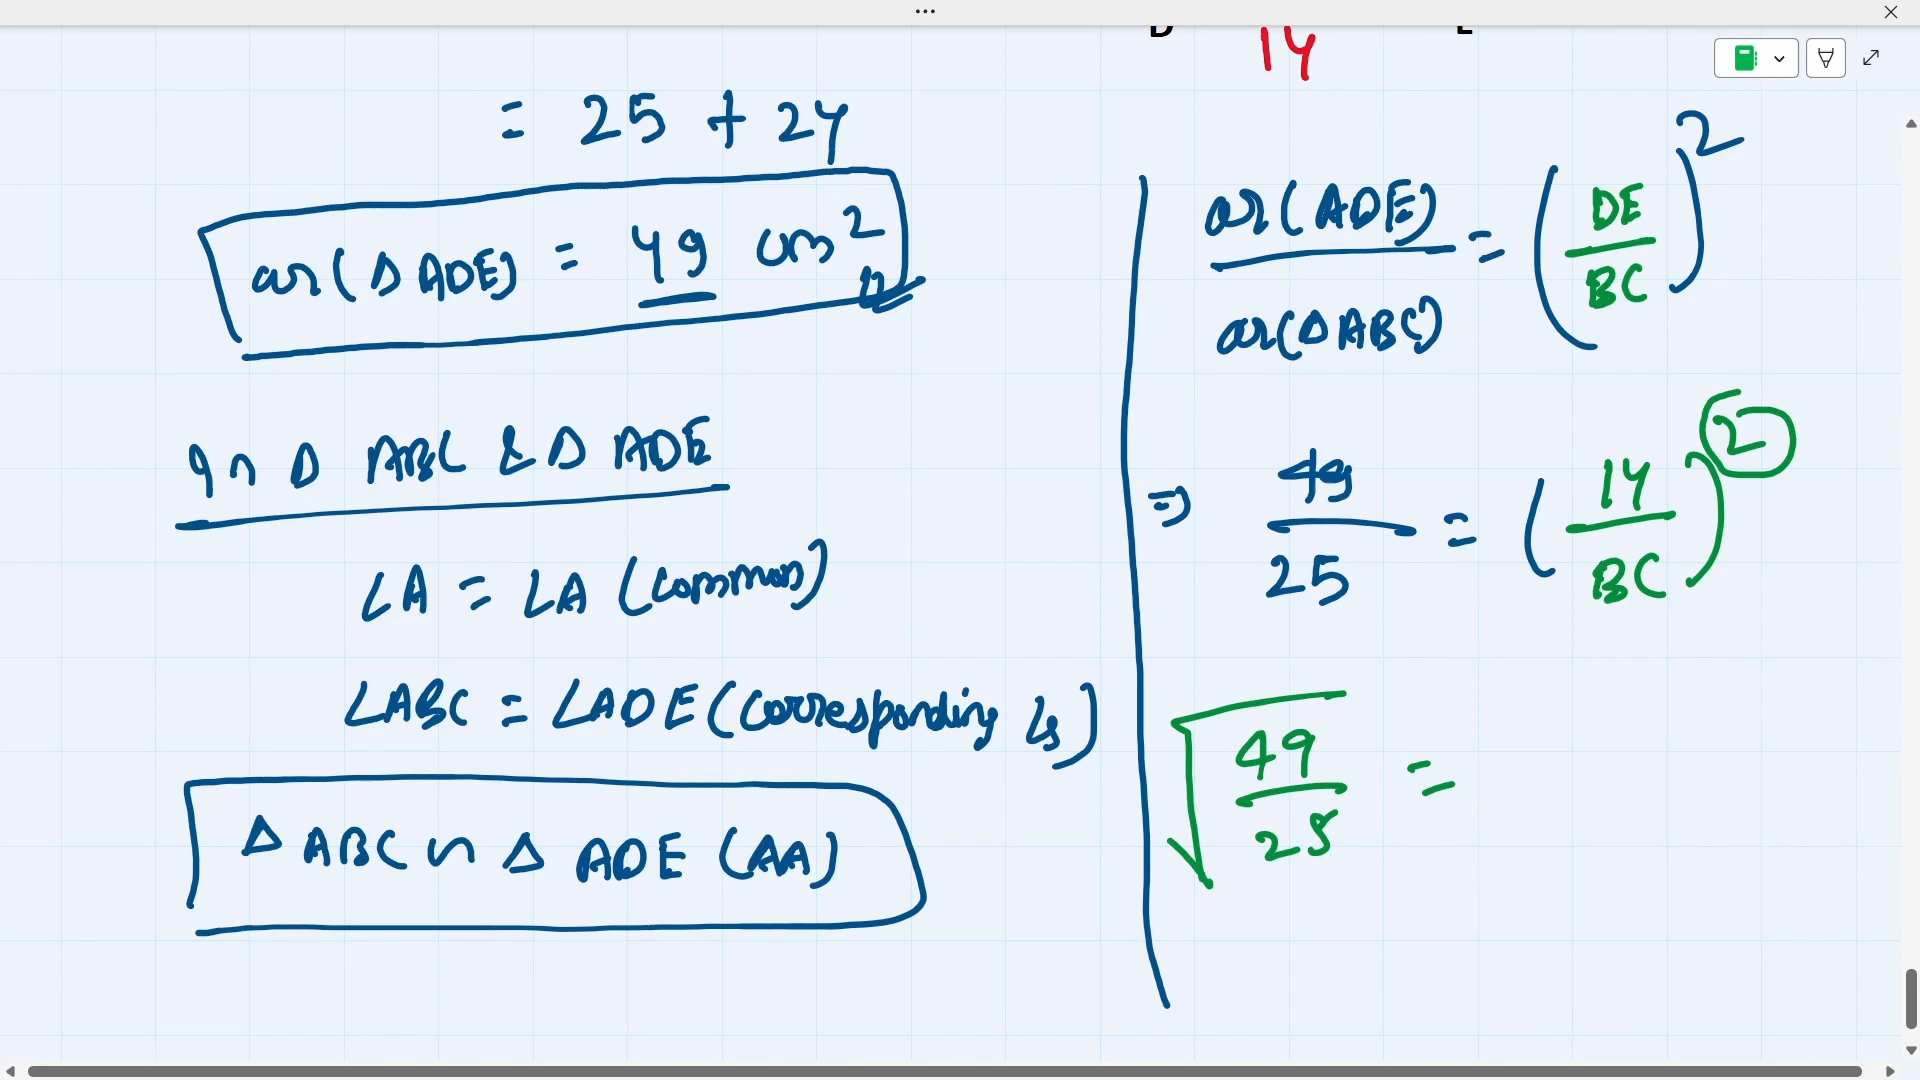 D 14 E
= 25 + 24
ar(Δ ADE) = 49 cm²
In Δ ABC & Δ ADE
∠A = ∠A (common)
∠ABC = ∠ADE (corresponding ∠s)
Δ ABC ~ Δ ADE (AA)
ar(ADE) / ar(ΔABC) = (DE / BC)²
⇒ 49 / 25 = (14 / BC)²
√(49 / 25) =